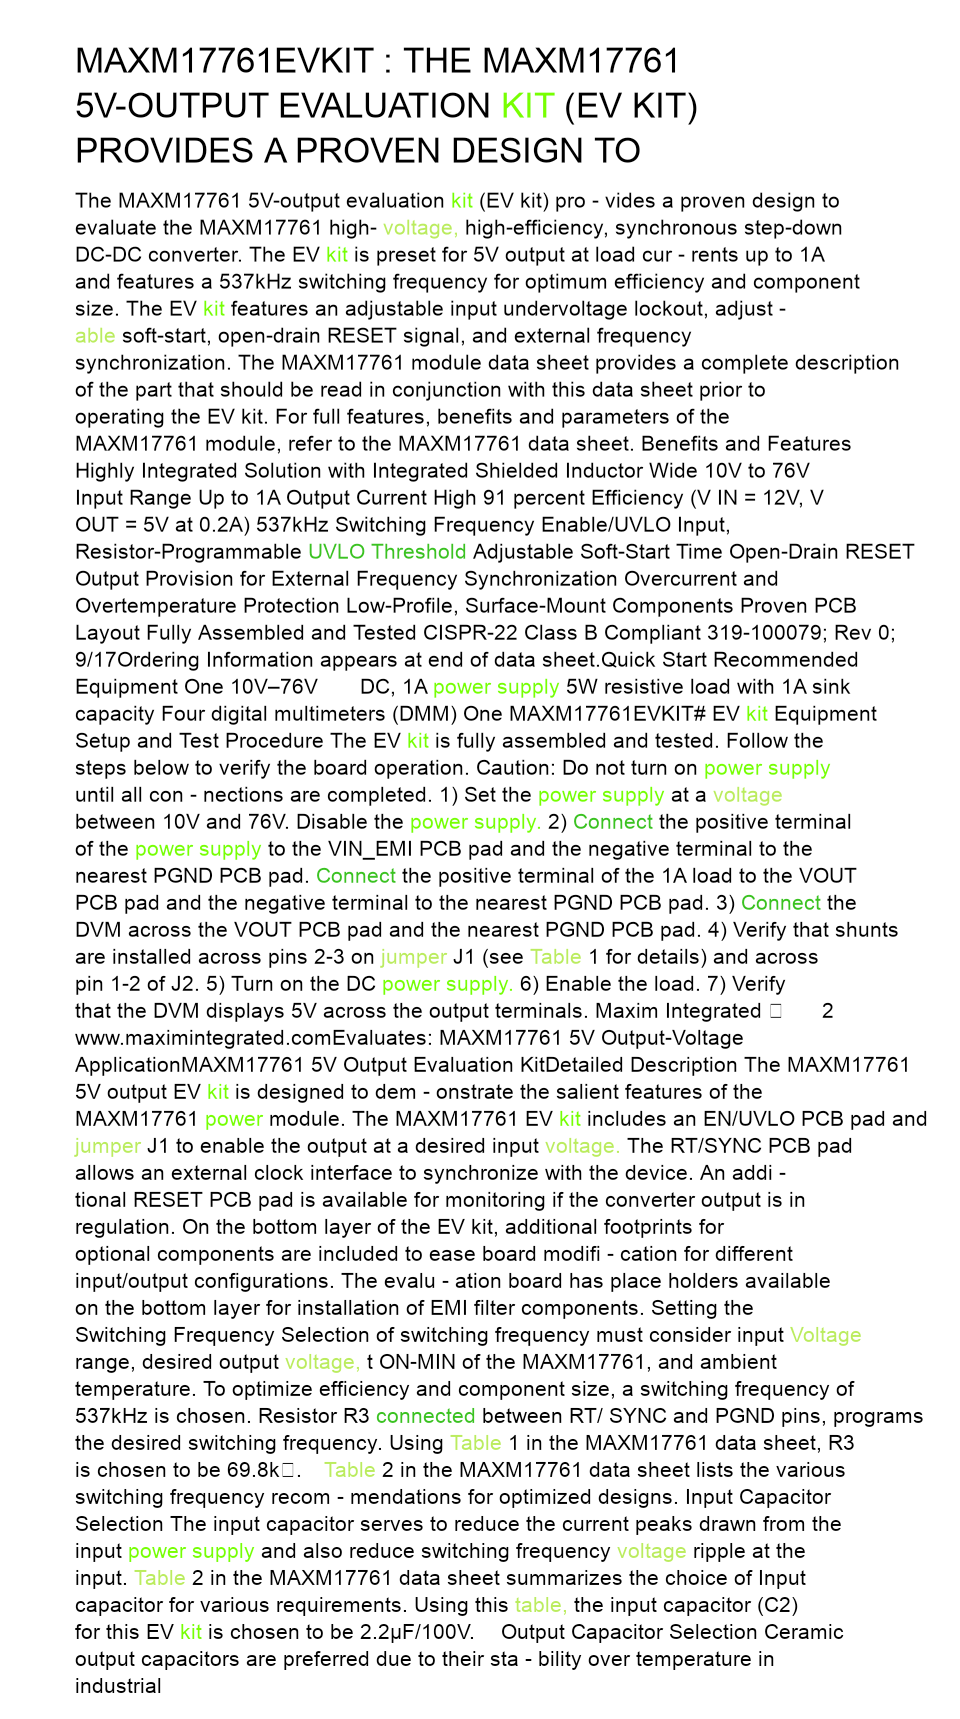 MAXM17761EVKIT : THE MAXM17761
5V-OUTPUT EVALUATION KIT (EV KIT)
PROVIDES A PROVEN DESIGN TO
The MAXM17761 5V-output evaluation kit (EV kit) pro - vides a proven design to
evaluate the MAXM17761 high- voltage, high-efficiency, synchronous step-down
DC-DC converter. The EV kit is preset for 5V output at load cur - rents up to 1A
and features a 537kHz switching frequency for optimum efficiency and component
size. The EV kit features an adjustable input undervoltage lockout, adjust -
able soft-start, open-drain RESET signal, and external frequency
synchronization. The MAXM17761 module data sheet provides a complete description
of the part that should be read in conjunction with this data sheet prior to
operating the EV kit. For full features, benefits and parameters of the
MAXM17761 module, refer to the MAXM17761 data sheet. Benefits and Features
Highly Integrated Solution with Integrated Shielded Inductor Wide 10V to 76V
Input Range Up to 1A Output Current High 91 percent Efficiency (V IN = 12V, V
OUT = 5V at 0.2A) 537kHz Switching Frequency Enable/UVLO Input,
Resistor-Programmable UVLO Threshold Adjustable Soft-Start Time Open-Drain RESET
Output Provision for External Frequency Synchronization Overcurrent and
Overtemperature Protection Low-Profile, Surface-Mount Components Proven PCB
Layout Fully Assembled and Tested CISPR-22 Class B Compliant 319-100079; Rev 0;
9/17Ordering Information appears at end of data sheet.Quick Start Recommended
Equipment One 10V–76V DC, 1A power supply 5W resistive load with 1A sink
capacity Four digital multimeters (DMM) One MAXM17761EVKIT# EV kit Equipment
Setup and Test Procedure The EV kit is fully assembled and tested. Follow the
steps below to verify the board operation. Caution: Do not turn on power supply
until all con - nections are completed. 1) Set the power supply at a voltage
between 10V and 76V. Disable the power supply. 2) Connect the positive terminal
of the power supply to the VIN_EMI PCB pad and the negative terminal to the
nearest PGND PCB pad. Connect the positive terminal of the 1A load to the VOUT
PCB pad and the negative terminal to the nearest PGND PCB pad. 3) Connect the
DVM across the VOUT PCB pad and the nearest PGND PCB pad. 4) Verify that shunts
are installed across pins 2-3 on jumper J1 (see Table 1 for details) and across
pin 1-2 of J2. 5) Turn on the DC power supply. 6) Enable the load. 7) Verify
that the DVM displays 5V across the output terminals. Maxim Integrated □ 2
www.maximintegrated.comEvaluates: MAXM17761 5V Output-Voltage
ApplicationMAXM17761 5V Output Evaluation KitDetailed Description The MAXM17761
5V output EV kit is designed to dem - onstrate the salient features of the
MAXM17761 power module. The MAXM17761 EV kit includes an EN/UVLO PCB pad and
jumper J1 to enable the output at a desired input voltage. The RT/SYNC PCB pad
allows an external clock interface to synchronize with the device. An addi -
tional RESET PCB pad is available for monitoring if the converter output is in
regulation. On the bottom layer of the EV kit, additional footprints for
optional components are included to ease board modifi - cation for different
input/output configurations. The evalu - ation board has place holders available
on the bottom layer for installation of EMI filter components. Setting the
Switching Frequency Selection of switching frequency must consider input Voltage
range, desired output voltage, t ON-MIN of the MAXM17761, and ambient
temperature. To optimize efficiency and component size, a switching frequency of
537kHz is chosen. Resistor R3 connected between RT/ SYNC and PGND pins, programs
the desired switching frequency. Using Table 1 in the MAXM17761 data sheet, R3
is chosen to be 69.8k□. Table 2 in the MAXM17761 data sheet lists the various
switching frequency recom - mendations for optimized designs. Input Capacitor
Selection The input capacitor serves to reduce the current peaks drawn from the
input power supply and also reduce switching frequency voltage ripple at the
input. Table 2 in the MAXM17761 data sheet summarizes the choice of Input
capacitor for various requirements. Using this table, the input capacitor (C2)
for this EV kit is chosen to be 2.2µF/100V. Output Capacitor Selection Ceramic
output capacitors are preferred due to their sta - bility over temperature in
industrial